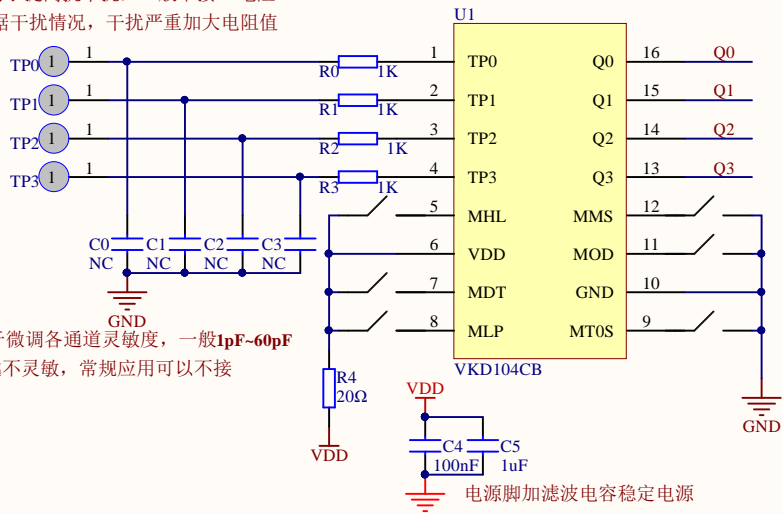 据干扰情况，干扰严重加大电阻值
U1
TP0 1 1 R0 1K 1 TP0 Q0 16 Q0
TP1 1 1 R1 1K 2 TP1 Q1 15 Q1
TP2 1 1 R2 1K 3 TP2 Q2 14 Q2
TP3 1 1 R3 1K 4 TP3 Q3 13 Q3
5 MHL MMS 12
6 VDD MOD 11
7 MDT GND 10
8 MLP MT0S 9
VKD104CB
C0 C1 C2 C3
NC NC NC NC
GND
微调各通道灵敏度，一般1pF~60pF
不灵敏，常规应用可以不接
R4
20Ω
VDD
VDD
C4 C5
100nF 1uF
GND
电源脚加滤波电容稳定电源